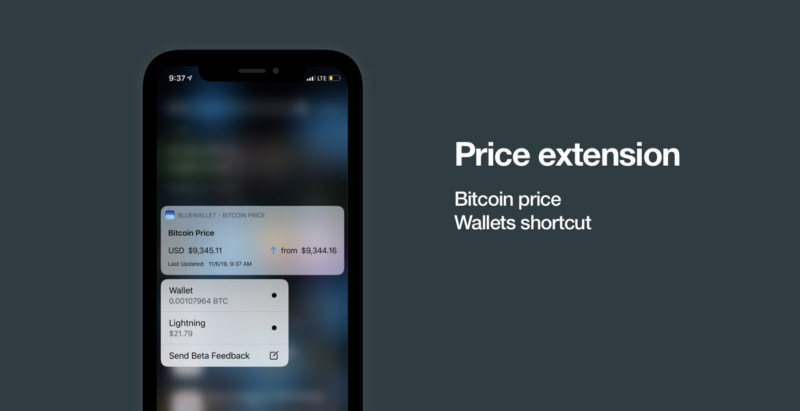 9:37
LTE
BLUEWALLET - BITCOIN PRICE
Bitcoin Price
USD $9,345.11 ↑ from $9,344.16
Last Updated: 11/6/19, 9:37 AM
Wallet
0.00107964 BTC
Lightning
$21.79
Send Beta Feedback
Price extension
Bitcoin price
Wallets shortcut